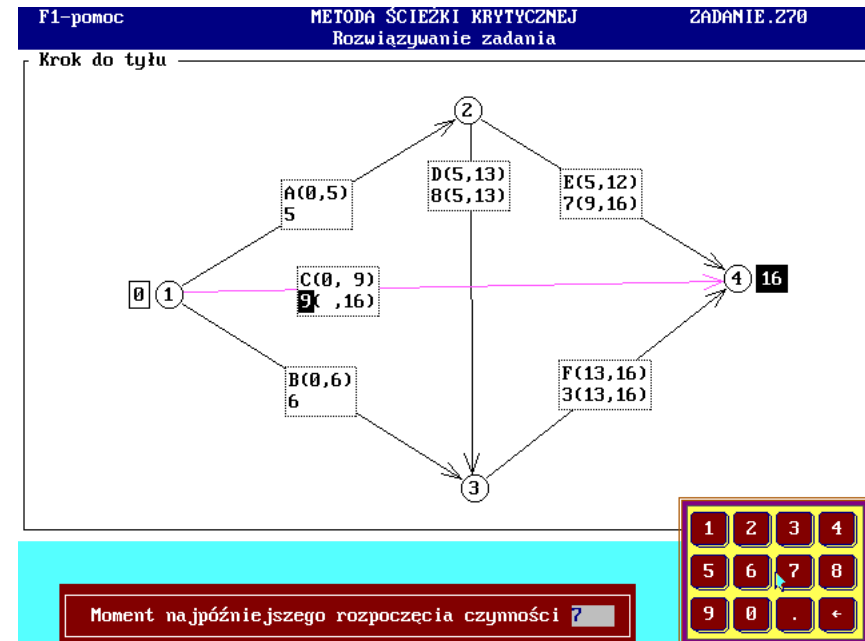 F1-pomoc METODA ŚCIEŻKI KRYTYCZNEJ ZADANIE.Z70
Rozwiązywanie zadania
Krok do tyłu
2
A(0,5)
5
D(5,13)
8(5,13)
E(5,12)
7(9,16)
0 1
C(0, 9)
9( ,16)
4 16
B(0,6)
6
F(13,16)
3(13,16)
3
1 2 3 4
5 6 7 8
9 0 . ←
Moment najpóźniejszego rozpoczęcia czynności 7